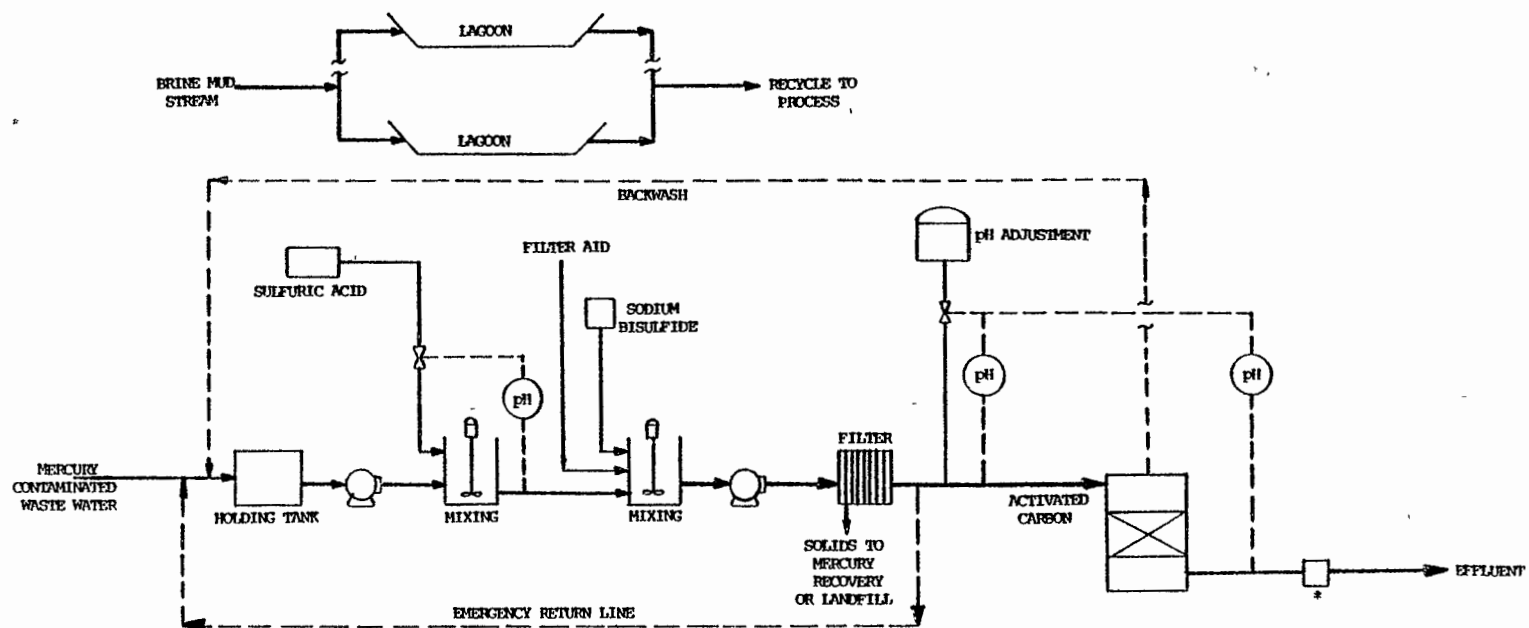 LAGOON
BRINE MUD
STREAM
RECYCLE TO
PROCESS
LAGOON
BACKWASH
pH ADJUSTMENT
FILTER AID
SULFURIC ACID
SODIUM
BISULFIDE
pH
pH
pH
FILTER
MERCURY
CONTAMINATED
WASTE WATER
HOLDING TANK
MIXING
MIXING
ACTIVATED
CARBON
SOLIDS TO
MERCURY
RECOVERY
OR LANDFILL
EFFLUENT
*
EMERGENCY RETURN LINE